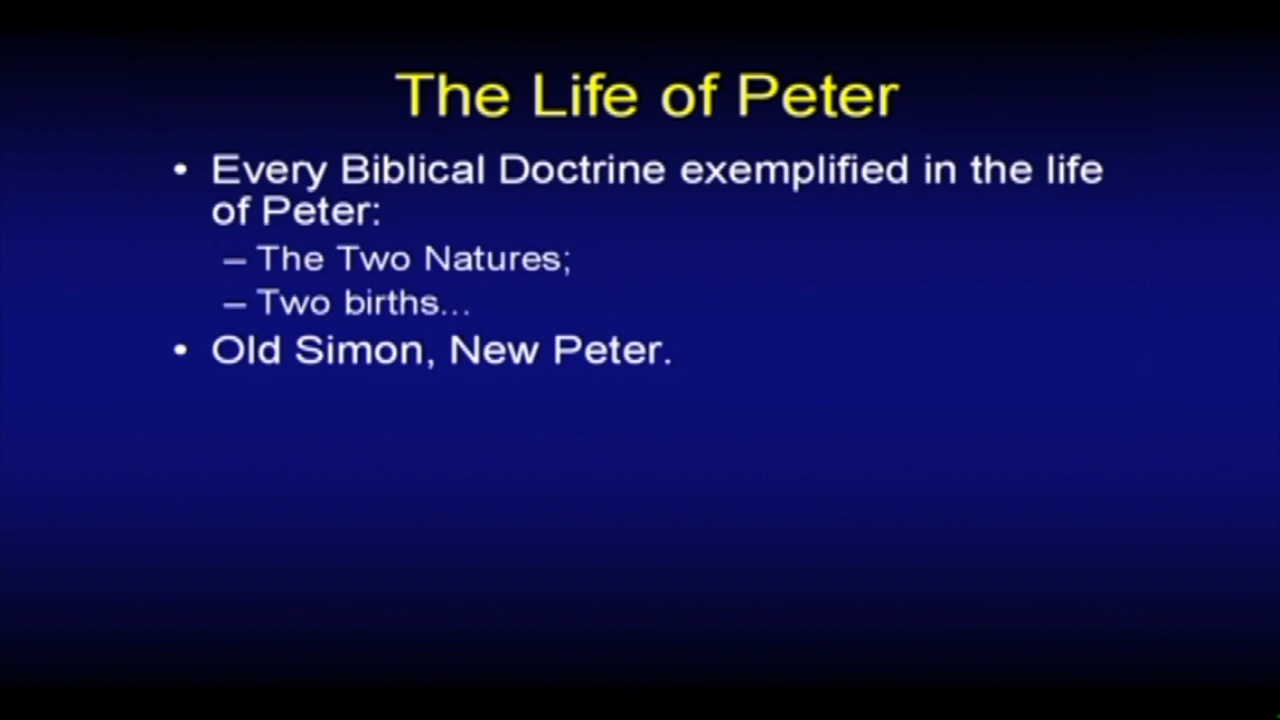 The Life of Peter
• Every Biblical Doctrine exemplified in the life
of Peter:
– The Two Natures;
– Two births...
• Old Simon, New Peter.